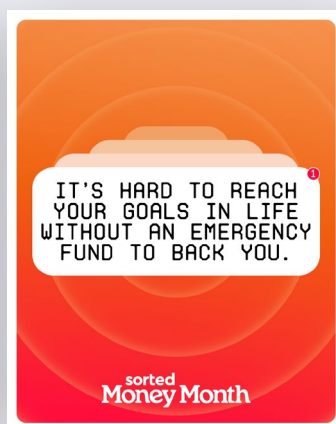 1
IT'S HARD TO REACH
YOUR GOALS IN LIFE
WITHOUT AN EMERGENCY
FUND TO BACK YOU.
sorted
Money Month